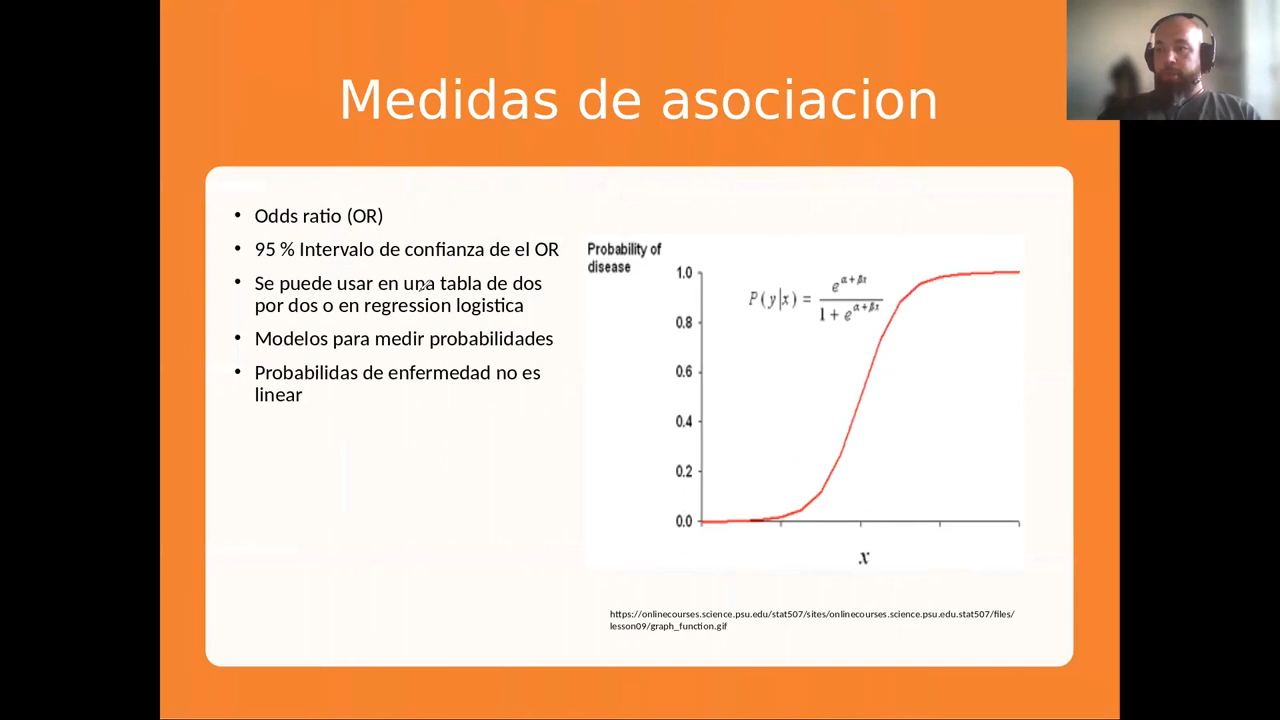 Medidas de asociacion
• Odds ratio (OR)
• 95 % Intervalo de confianza de el OR
• Se puede usar en una tabla de dos
por dos o en regression logistica
• Modelos para medir probabilidades
• Probabilidas de enfermedad no es
linear
Probability of
disease
1.0
0.8
0.6
0.4
0.2
0.0
P(y|x) = e^{α+βx} / 1 + e^{α+βx}
x
https://onlinecourses.science.psu.edu/stat507/sites/onlinecourses.science.psu.edu.stat507/files/
lesson09/graph_function.gif